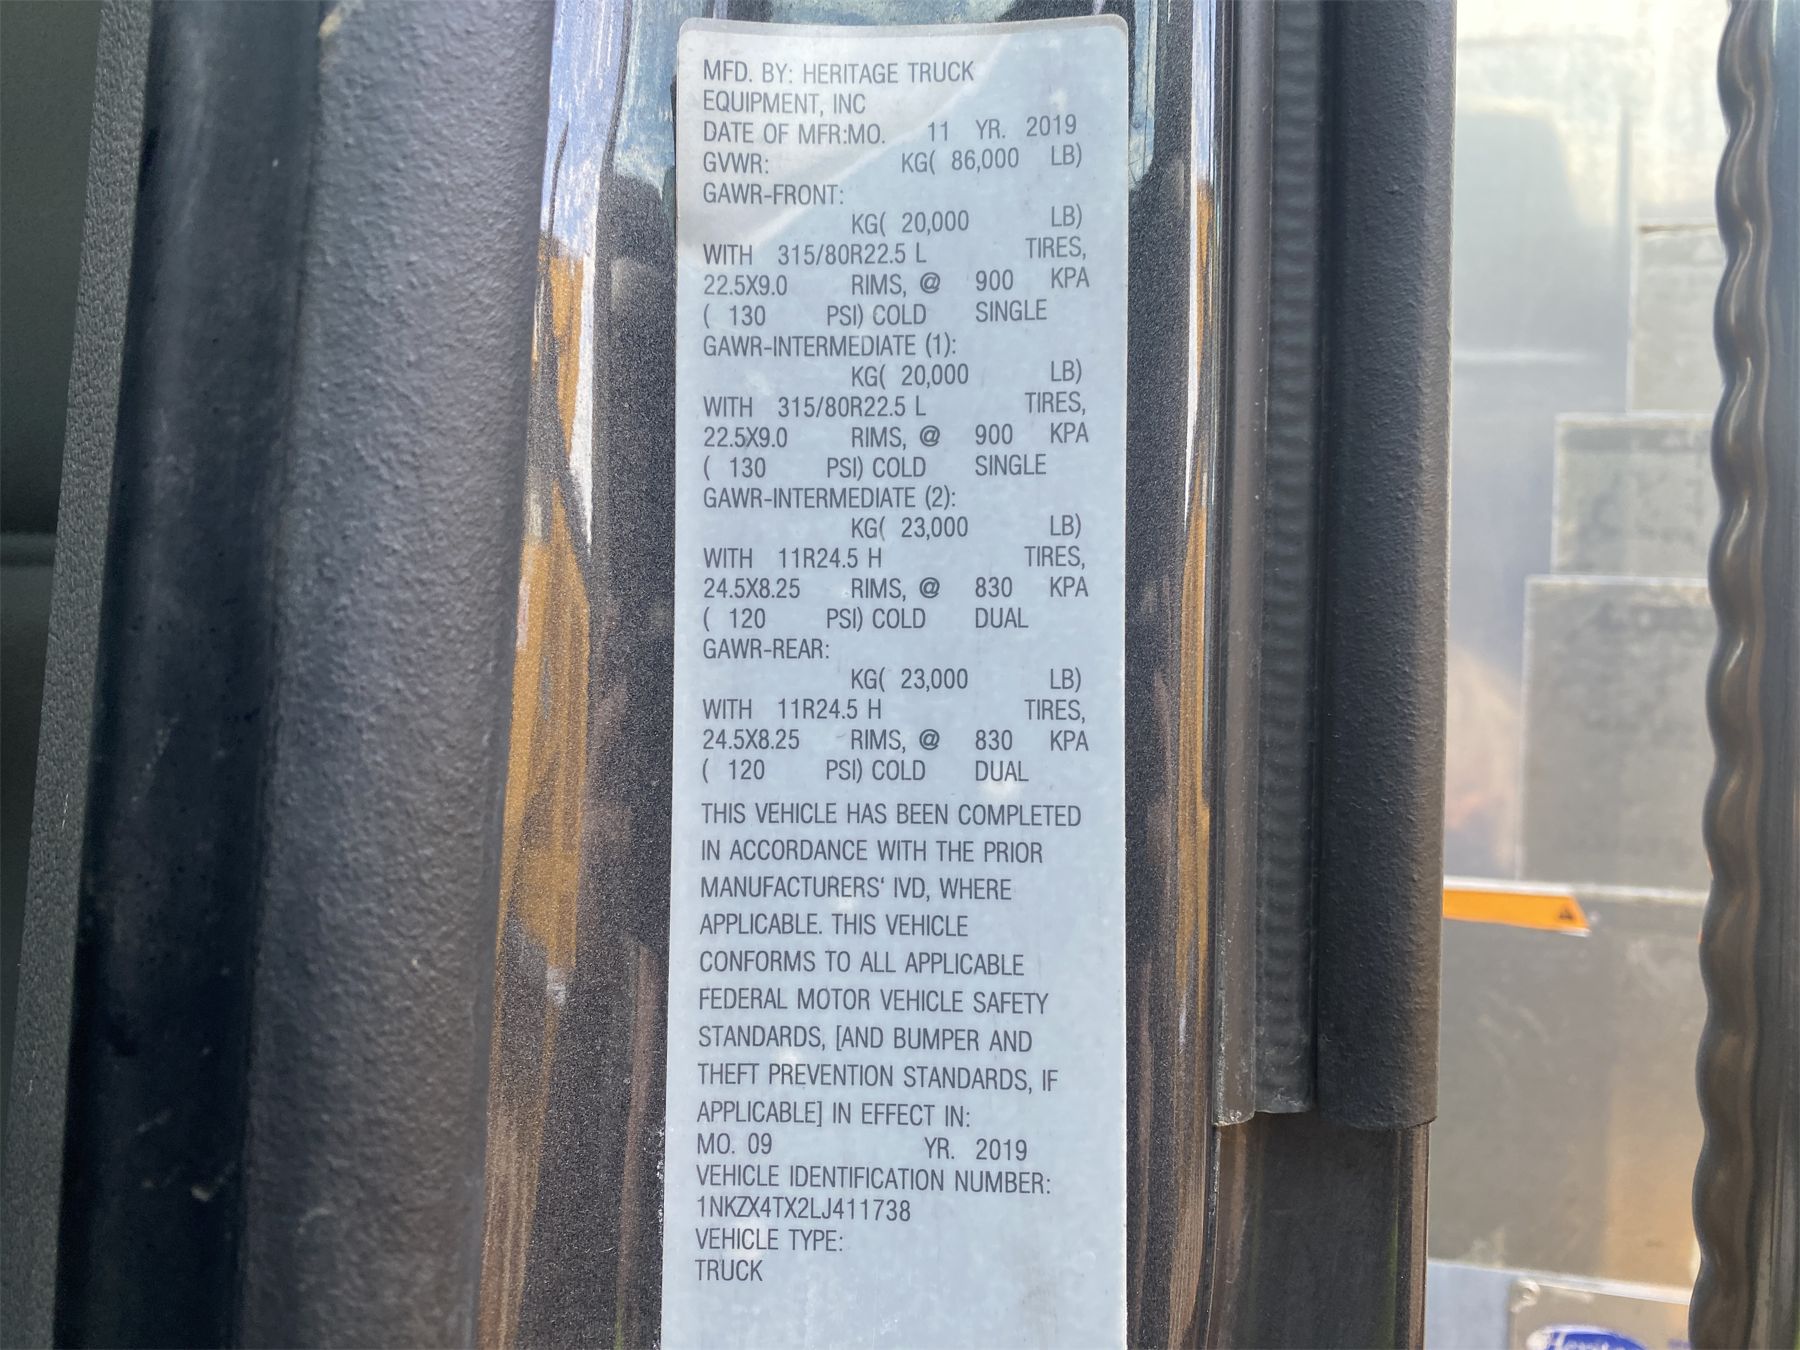 MFD. BY: HERITAGE TRUCK
EQUIPMENT, INC
DATE OF MFR:MO. 11 YR. 2019
GVWR: KG( 86,000 LB)
GAWR-FRONT:
KG( 20,000 LB)
WITH 315/80R22.5 L TIRES,
22.5X9.0 RIMS, @ 900 KPA
( 130 PSI) COLD SINGLE
GAWR-INTERMEDIATE (1):
KG( 20,000 LB)
WITH 315/80R22.5 L TIRES,
22.5X9.0 RIMS, @ 900 KPA
( 130 PSI) COLD SINGLE
GAWR-INTERMEDIATE (2):
KG( 23,000 LB)
WITH 11R24.5 H TIRES,
24.5X8.25 RIMS, @ 830 KPA
( 120 PSI) COLD DUAL
GAWR-REAR:
KG( 23,000 LB)
WITH 11R24.5 H TIRES,
24.5X8.25 RIMS, @ 830 KPA
( 120 PSI) COLD DUAL
THIS VEHICLE HAS BEEN COMPLETED
IN ACCORDANCE WITH THE PRIOR
MANUFACTURERS' IVD, WHERE
APPLICABLE. THIS VEHICLE
CONFORMS TO ALL APPLICABLE
FEDERAL MOTOR VEHICLE SAFETY
STANDARDS, [AND BUMPER AND
THEFT PREVENTION STANDARDS, IF
APPLICABLE] IN EFFECT IN:
MO. 09 YR. 2019
VEHICLE IDENTIFICATION NUMBER:
1NKZX4TX2LJ411738
VEHICLE TYPE:
TRUCK